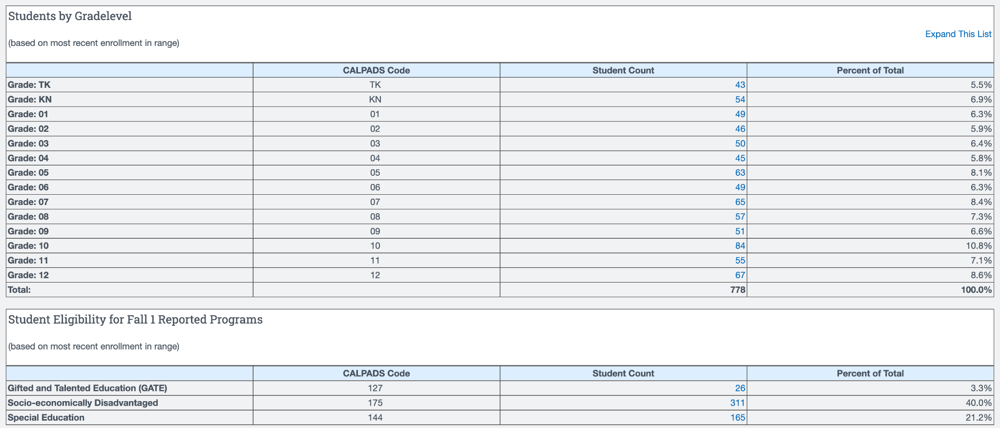 Students by Gradelevel
Expand This List
(based on most recent enrollment in range)
CALPADS Code Student Count Percent of Total
Grade: TK TK 43 5.5%
Grade: KN KN 54 6.9%
Grade: 01 01 49 6.3%
Grade: 02 02 46 5.9%
Grade: 03 03 50 6.4%
Grade: 04 04 45 5.8%
Grade: 05 05 63 8.1%
Grade: 06 06 49 6.3%
Grade: 07 07 65 8.4%
Grade: 08 08 57 7.3%
Grade: 09 09 51 6.6%
Grade: 10 10 84 10.8%
Grade: 11 11 55 7.1%
Grade: 12 12 67 8.6%
Total: 778 100.0%
Student Eligibility for Fall 1 Reported Programs
(based on most recent enrollment in range)
CALPADS Code Student Count Percent of Total
Gifted and Talented Education (GATE) 127 26 3.3%
Socio-economically Disadvantaged 175 311 40.0%
Special Education 144 165 21.2%